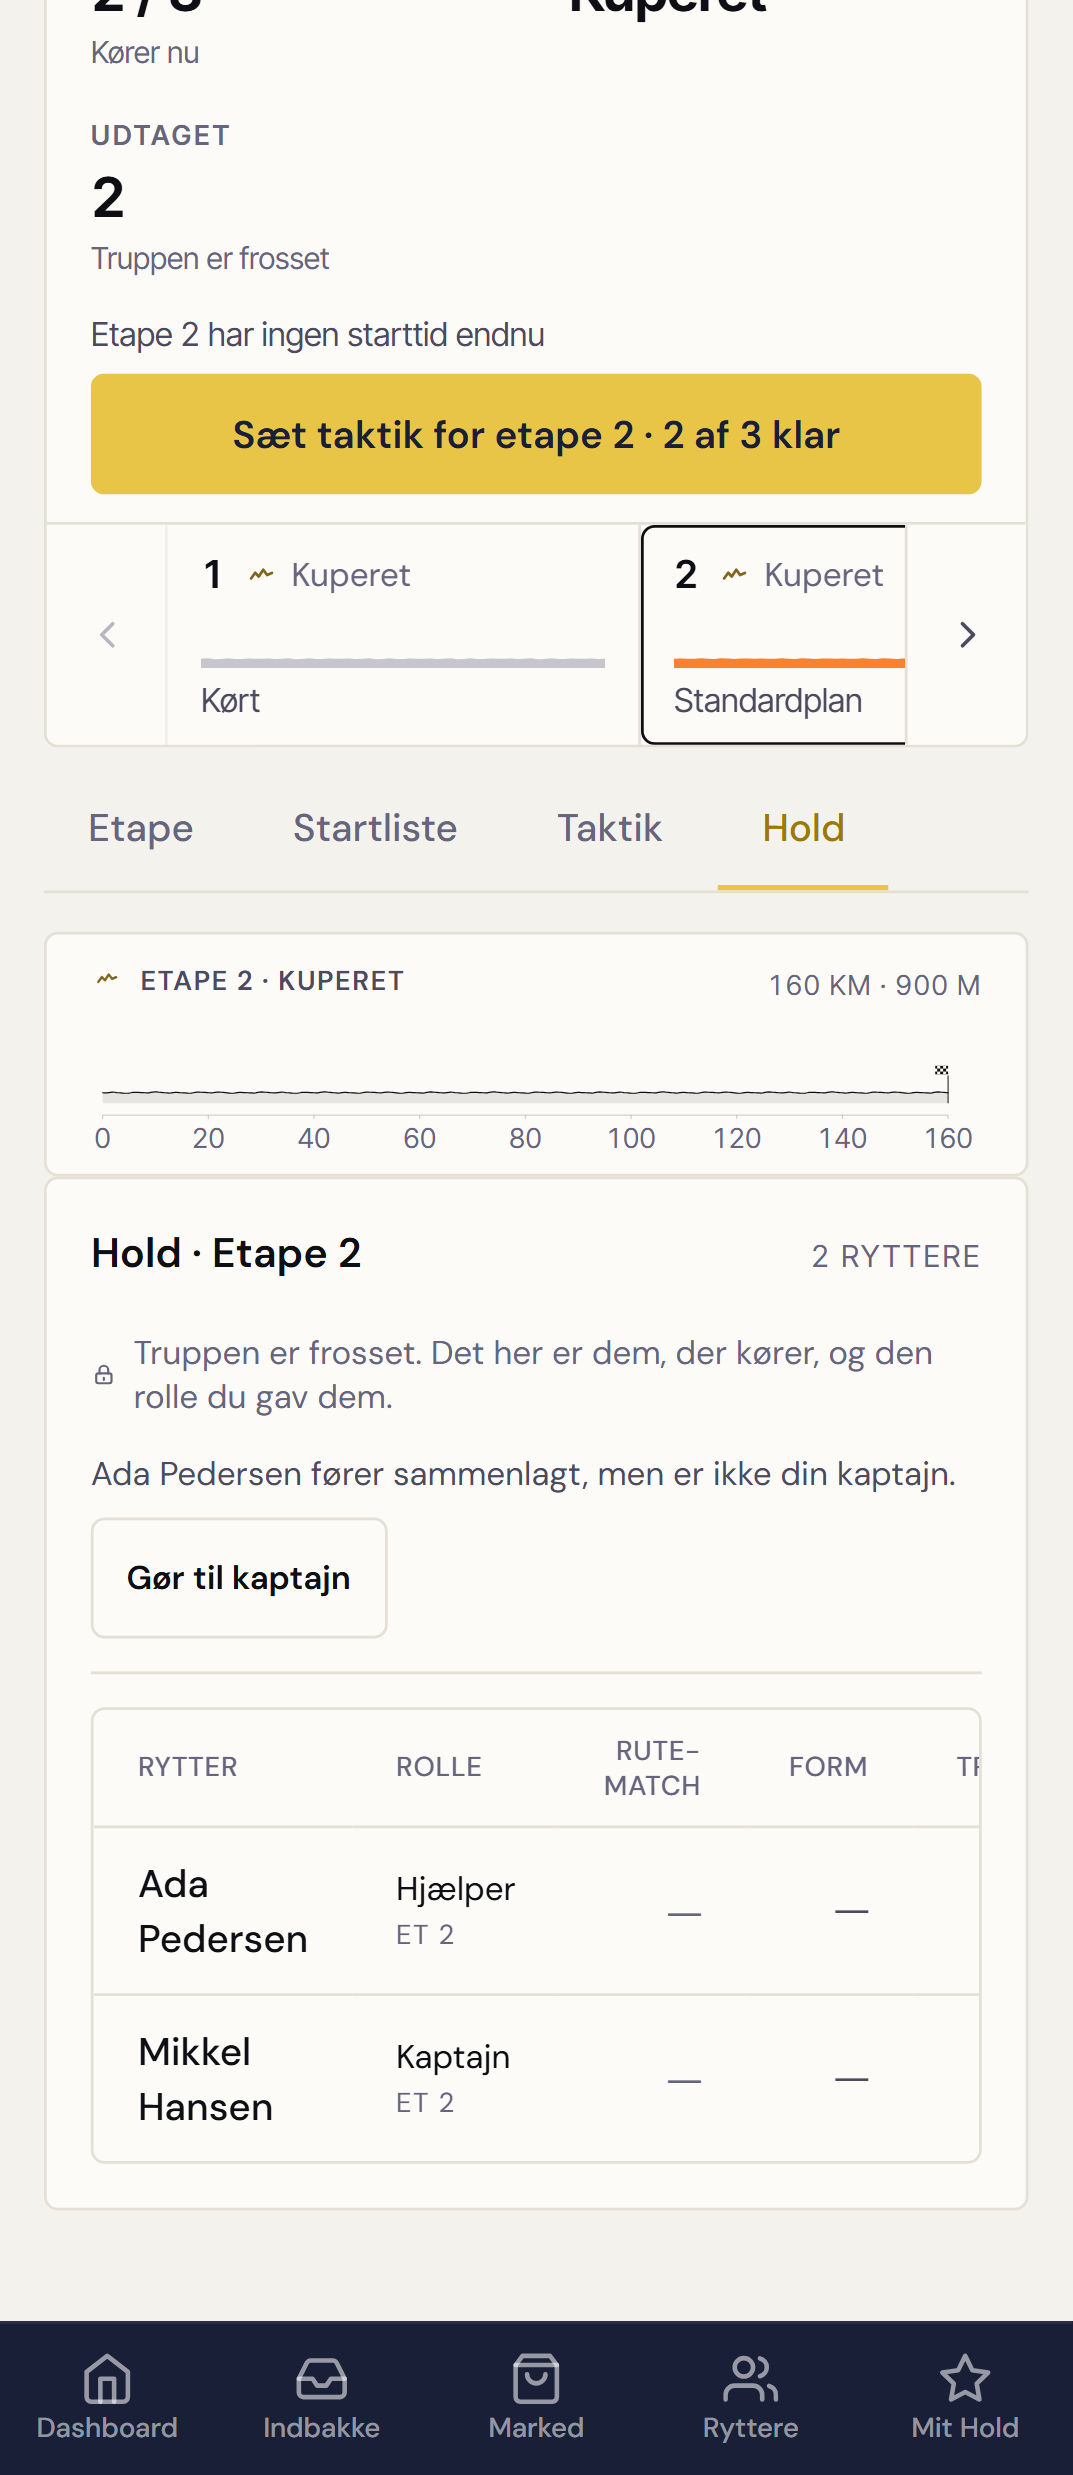 Kuperet
Kører nu
UDTAGET
2
Truppen er frosset
Etape 2 har ingen starttid endnu
Sæt taktik for etape 2 · 2 af 3 klar
1 Kuperet
Kørt
2 Kuperet
Standardplan
Etape Startliste Taktik Hold
ETAPE 2 · KUPERET 160 KM · 900 M
0 20 40 60 80 100 120 140 160
Hold · Etape 2 2 RYTTERE
Truppen er frosset. Det her er dem, der kører, og den
rolle du gav dem.
Ada Pedersen fører sammenlagt, men er ikke din kaptajn.
Gør til kaptajn
RYTTER ROLLE RUTE-
MATCH FORM
Ada
Pedersen
Hjælper
ET 2
— —
Mikkel
Hansen
Kaptajn
ET 2
— —
Dashboard Indbakke Marked Ryttere Mit Hold